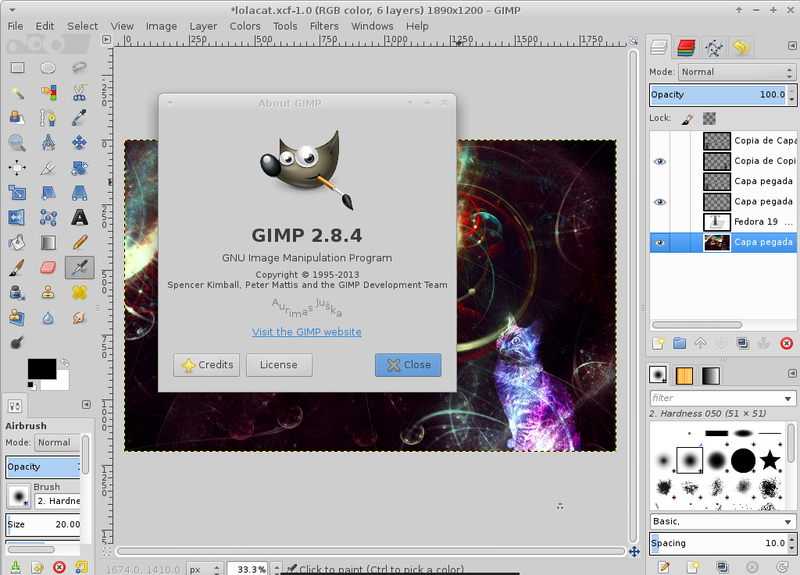 *lolacat.xcf-1.0 (RGB color, 6 layers) 1890x1200 – GIMP
File Edit Select View Image Layer Colors Tools Filters Windows Help
0 250 500 750 1000 1250 1500 1750
Mode: Normal
Opacity 100.0
Lock:
Copia de Capa
Copia de Copi
Capa pegada
Capa pegada
Fedora 19 ...
Capa pegada
About GIMP
GIMP 2.8.4
GNU Image Manipulation Program
Copyright © 1995-2013
Spencer Kimball, Peter Mattis and the GIMP Development Team
Aurimas Juška
Visit the GIMP website
Credits License Close
filter
2. Hardness 050 (51 × 51)
Basic,
Spacing 10.0
Airbrush
Mode: Normal
Opacity 1
Brush
2. Hardne
Size 20.00
1674.0, 1410.0 px 33.3% Click to paint (Ctrl to pick a color)